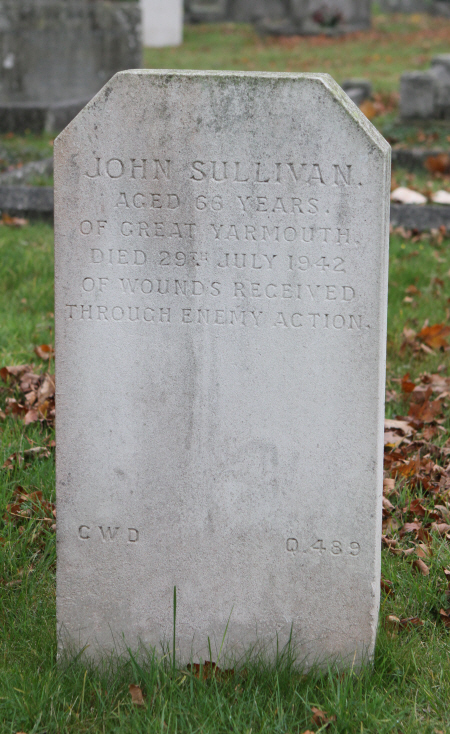 JOHN SULLIVAN.
AGED 66 YEARS.
OF GREAT YARMOUTH.
DIED 29TH JULY 1942
OF WOUNDS RECEIVED
THROUGH ENEMY ACTION.
CWD Q.489